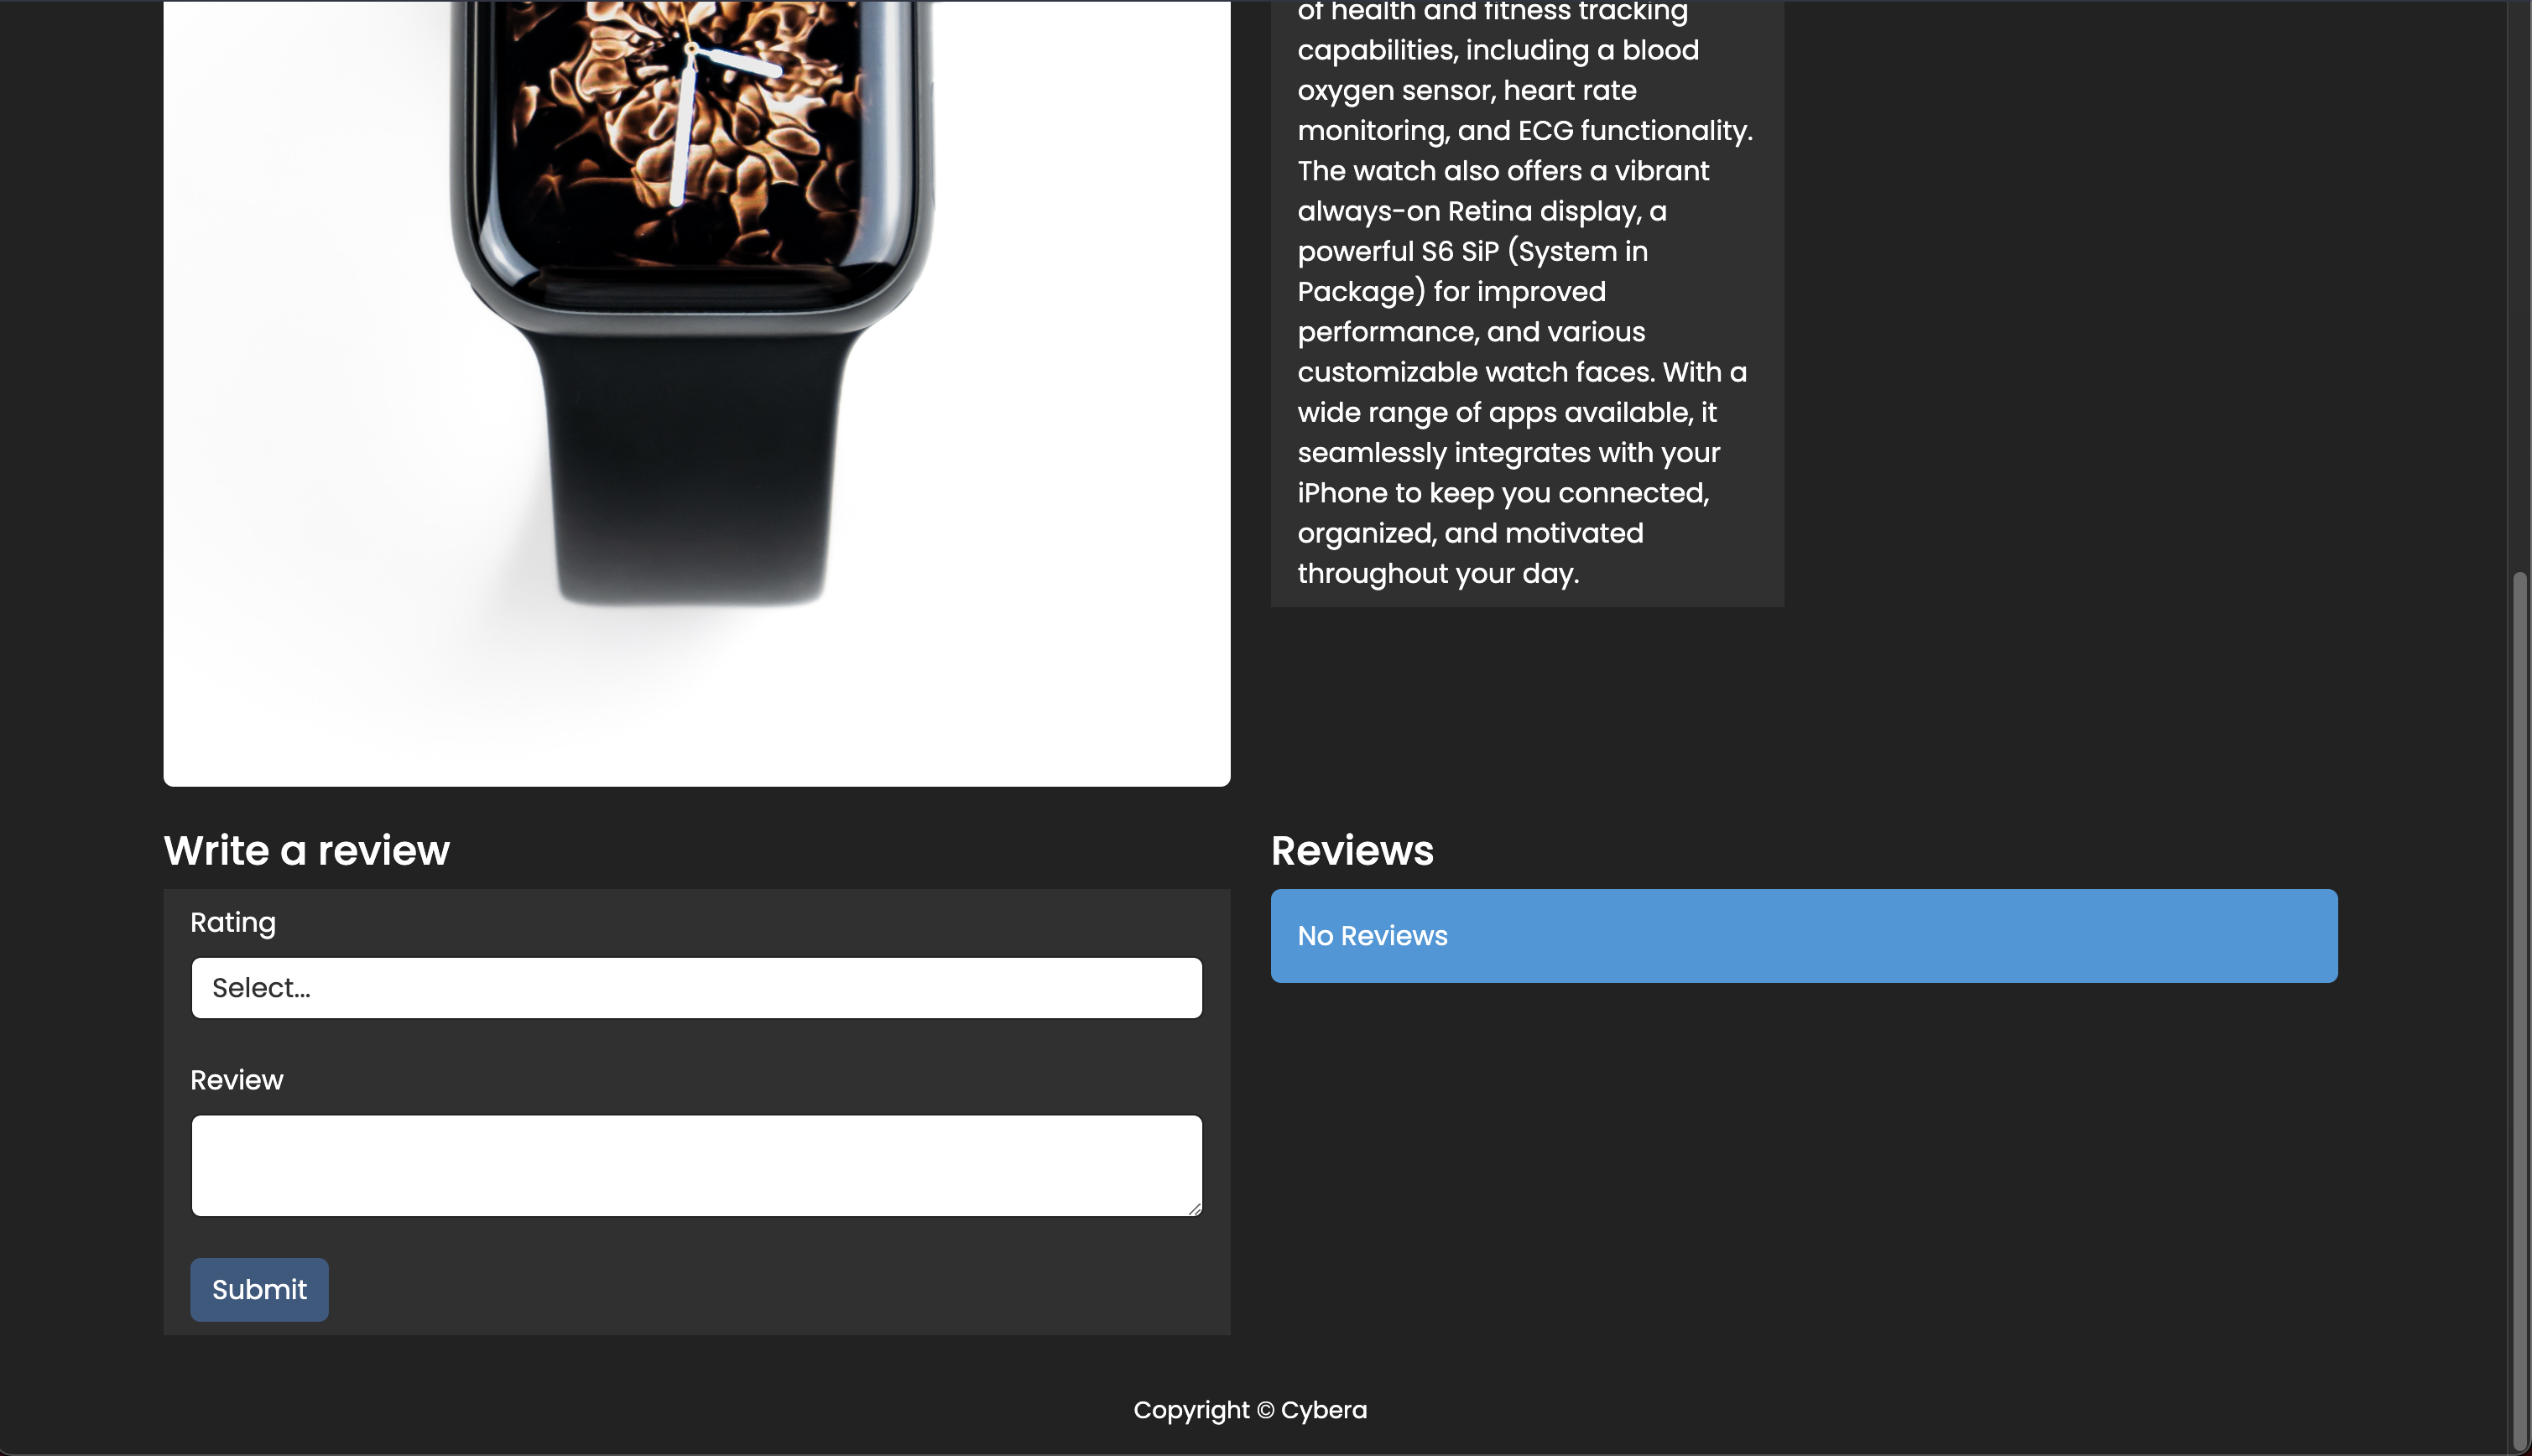 of health and fitness tracking
capabilities, including a blood
oxygen sensor, heart rate
monitoring, and ECG functionality.
The watch also offers a vibrant
always-on Retina display, a
powerful S6 SiP (System in
Package) for improved
performance, and various
customizable watch faces. With a
wide range of apps available, it
seamlessly integrates with your
iPhone to keep you connected,
organized, and motivated
throughout your day.
Write a review
Rating
Select...
Review
Submit
Reviews
No Reviews
Copyright © Cybera